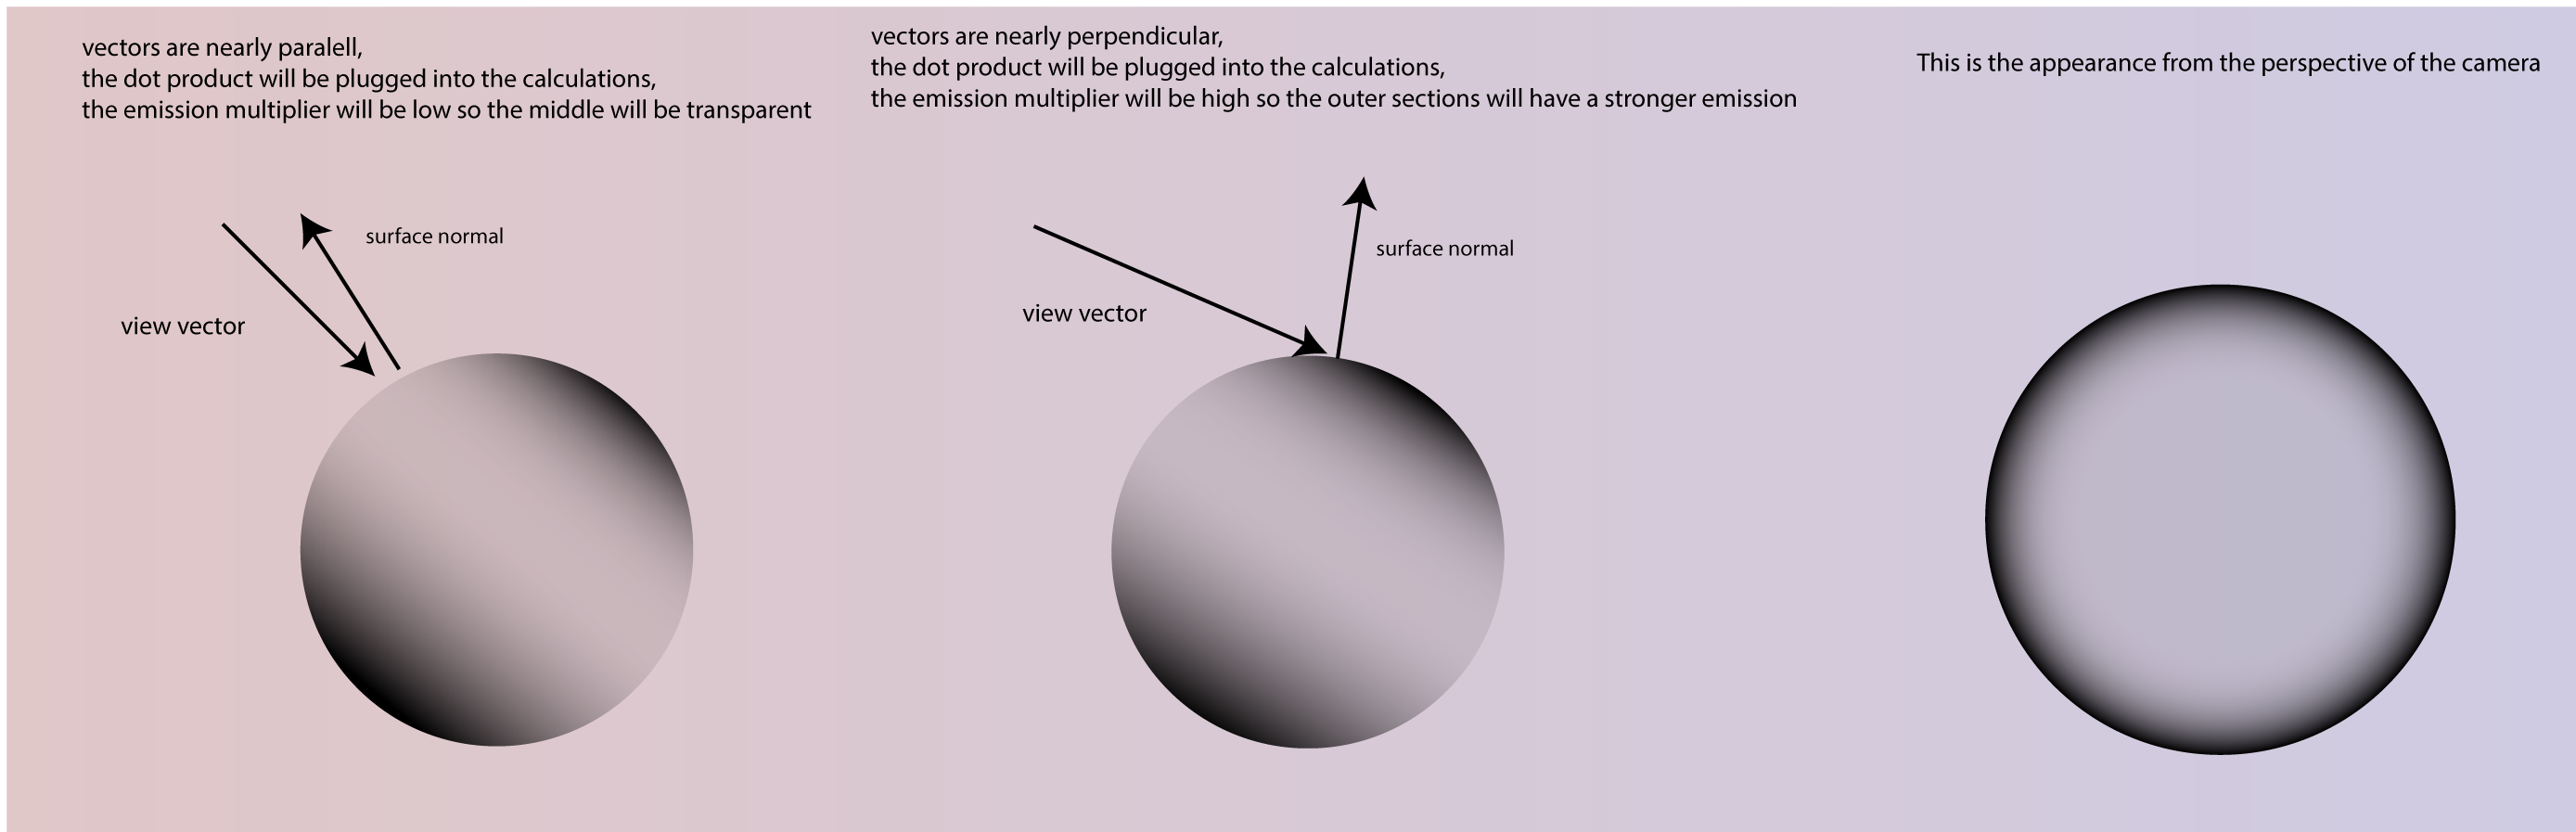 vectors are nearly paralell,
the dot product will be plugged into the calculations,
the emission multiplier will be low so the middle will be transparent
surface normal
view vector
vectors are nearly perpendicular,
the dot product will be plugged into the calculations,
the emission multiplier will be high so the outer sections will have a stronger emission
surface normal
view vector
This is the appearance from the perspective of the camera